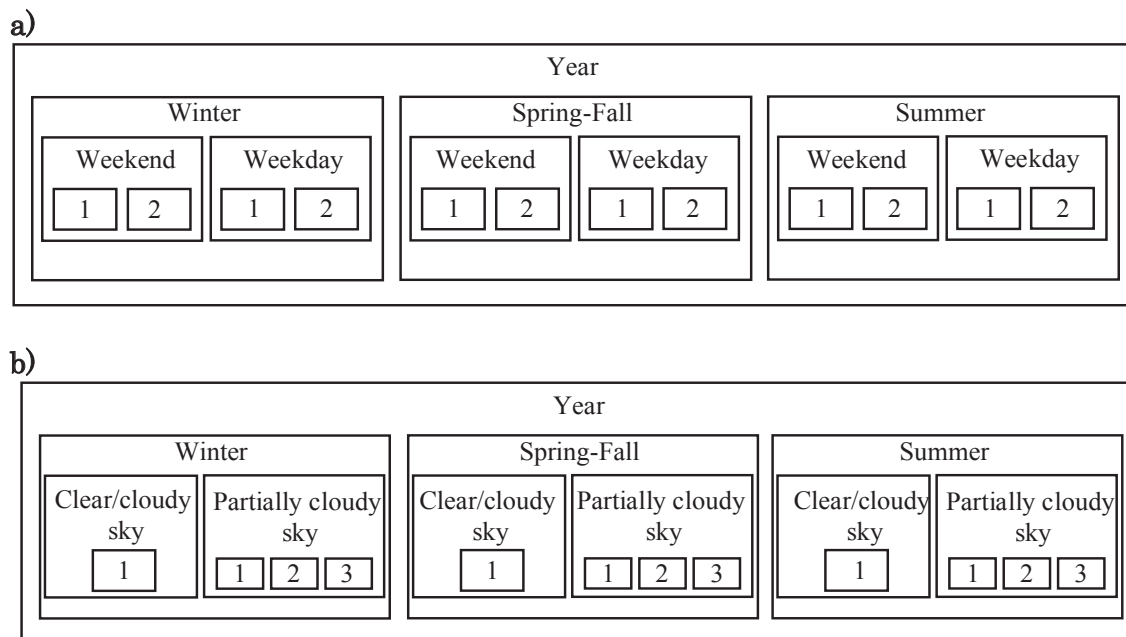 a)
Year
Winter Spring-Fall Summer
Weekend Weekday Weekend Weekday Weekend Weekday
1 2 1 2 1 2 1 2 1 2 1 2
b)
Year
Winter Spring-Fall Summer
Clear/cloudy Partially cloudy Clear/cloudy Partially cloudy Clear/cloudy Partially cloudy
sky sky sky sky sky sky
1 1 2 3 1 1 2 3 1 1 2 3